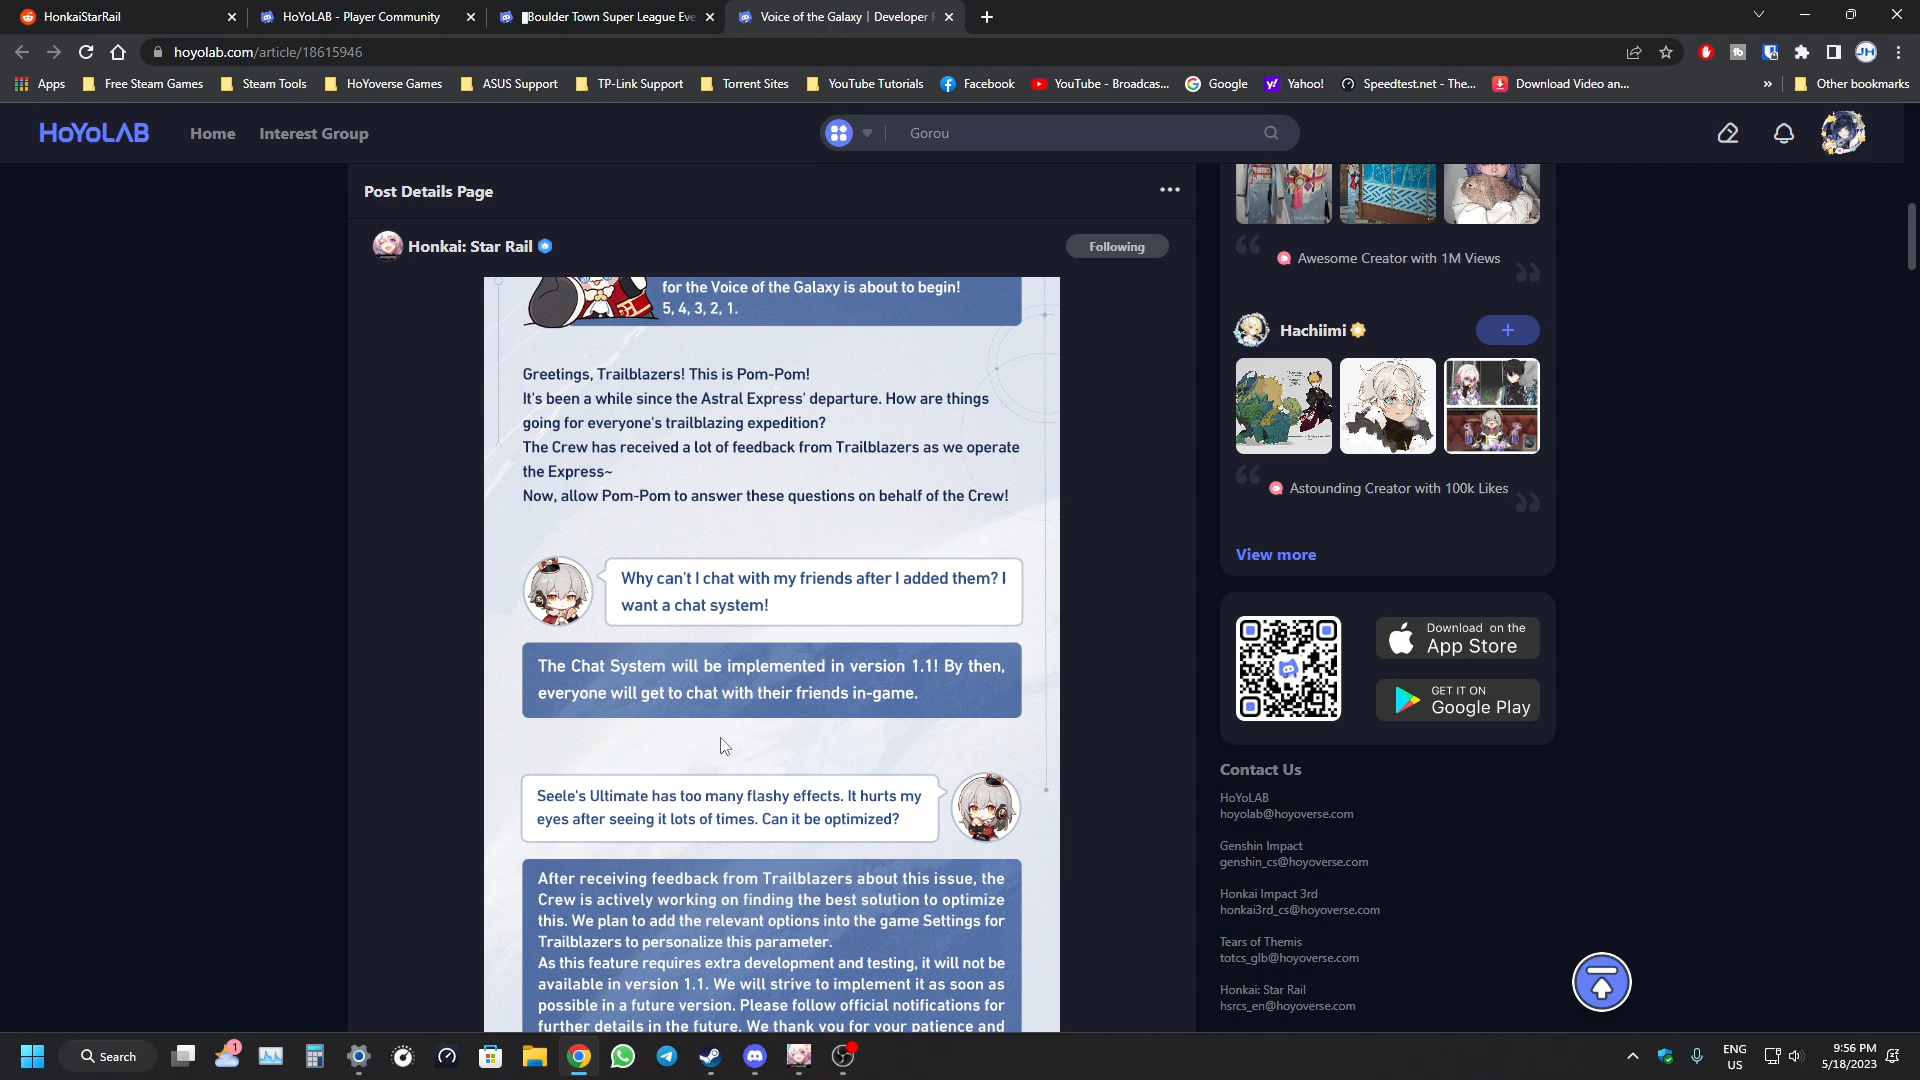 HonkaiStarRail
HoYoLAB - Player Community
Boulder Town Super League Eve
Voice of the Galaxy | Developer
hoyolab.com/article/18615946
JH
Apps
Free Steam Games
Steam Tools
HoYoverse Games
ASUS Support
TP-Link Support
Torrent Sites
YouTube Tutorials
Facebook
YouTube - Broadcas...
Google
Yahoo!
Speedtest.net - The...
Download Video an...
»
Other bookmarks
HoYoLAB
Home
Interest Group
Gorou
Post Details Page
Honkai: Star Rail
Following
for the Voice of the Galaxy is about to begin!
5, 4, 3, 2, 1.
Greetings, Trailblazers! This is Pom-Pom!
It's been a while since the Astral Express' departure. How are things
going for everyone's trailblazing expedition?
The Crew has received a lot of feedback from Trailblazers as we operate
the Express~
Now, allow Pom-Pom to answer these questions on behalf of the Crew!
Why can't I chat with my friends after I added them? I
want a chat system!
The Chat System will be implemented in version 1.1! By then,
everyone will get to chat with their friends in-game.
Seele's Ultimate has too many flashy effects. It hurts my
eyes after seeing it lots of times. Can it be optimized?
After receiving feedback from Trailblazers about this issue, the
Crew is actively working on finding the best solution to optimize
this. We plan to add the relevant options into the game Settings for
Trailblazers to personalize this parameter.
As this feature requires extra development and testing, it will not be
available in version 1.1. We will strive to implement it as soon as
possible in a future version. Please follow official notifications for
further details in the future. We thank you for your patience and
Awesome Creator with 1M Views
Hachiimi
Astounding Creator with 100k Likes
View more
Download on the
App Store
GET IT ON
Google Play
Contact Us
HoYoLAB
hoyolab@hoyoverse.com
Genshin Impact
genshin_cs@hoyoverse.com
Honkai Impact 3rd
honkai3rd_cs@hoyoverse.com
Tears of Themis
totcs_glb@hoyoverse.com
Honkai: Star Rail
hsrcs_en@hoyoverse.com
Search
1
ENG
US
9:56 PM
5/18/2023